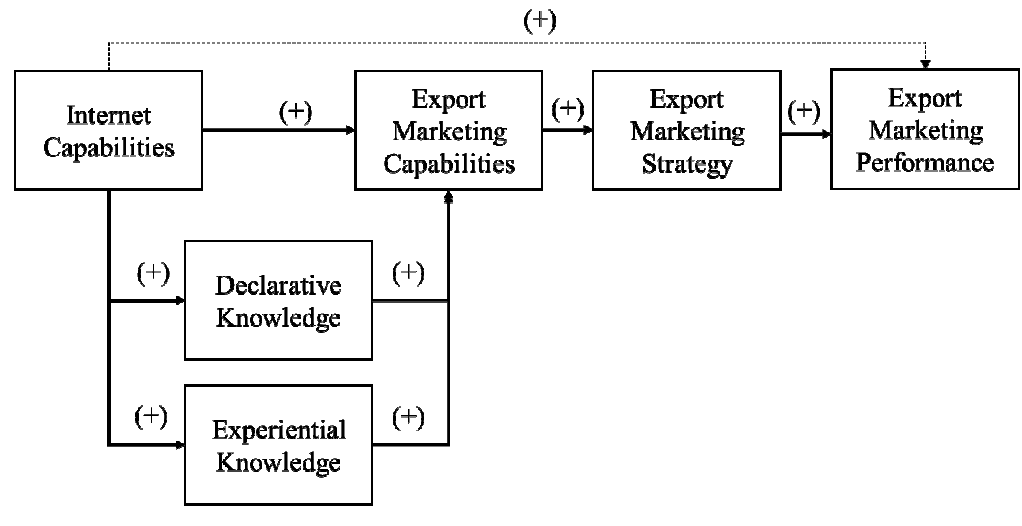 (+)
Internet
Capabilities
(+)
Export
Marketing
Capabilities
(+)
Export
Marketing
Strategy
(+)
Export
Marketing
Performance
(+)
Declarative
Knowledge
(+)
(+)
Experiential
Knowledge
(+)